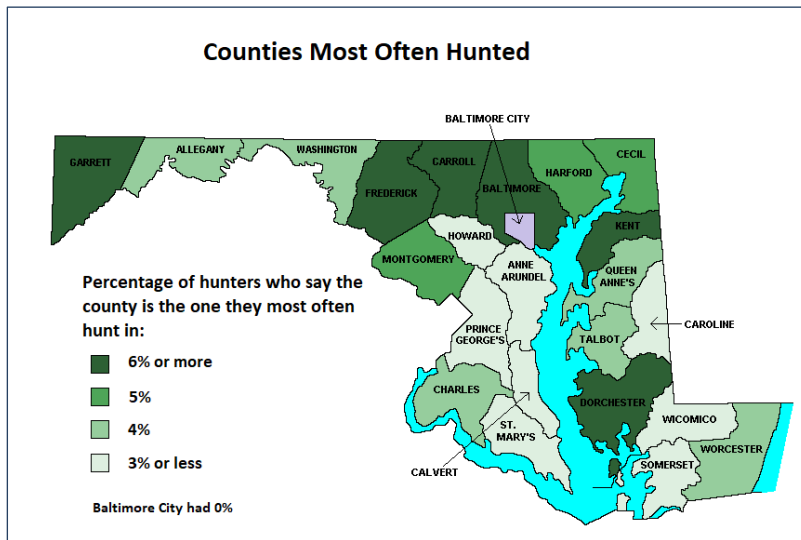 Counties Most Often Hunted
BALTIMORE CITY
GARRETT
ALLEGANY
WASHINGTON
FREDERICK
CARROLL
BALTIMORE
HARFORD
CECIL
KENT
HOWARD
MONTGOMERY
ANNE
ARUNDEL
QUEEN
ANNE'S
PRINCE
GEORGE'S
TALBOT
CAROLINE
CHARLES
DORCHESTER
ST.
MARY'S
WICOMICO
CALVERT
SOMERSET
WORCESTER
Percentage of hunters who say the
county is the one they most often
hunt in:
6% or more
5%
4%
3% or less
Baltimore City had 0%